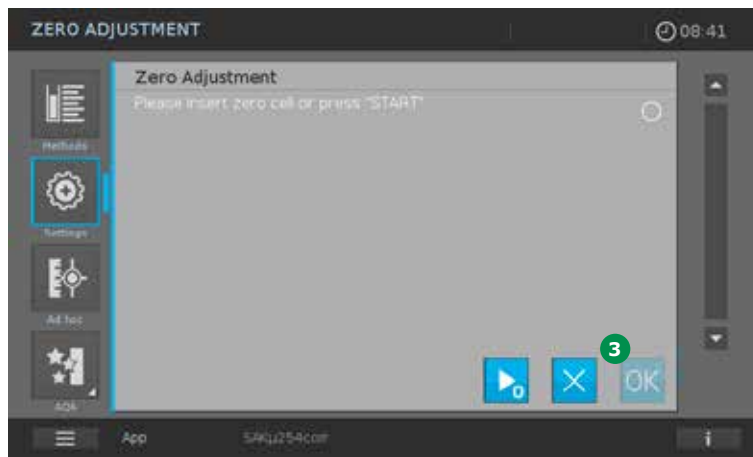 ZERO ADJUSTMENT
08:41
Zero Adjustment
Please insert zero cell or press "START"
Methods
Settings
Ad hoc
AQA
3
0
OK
App
i